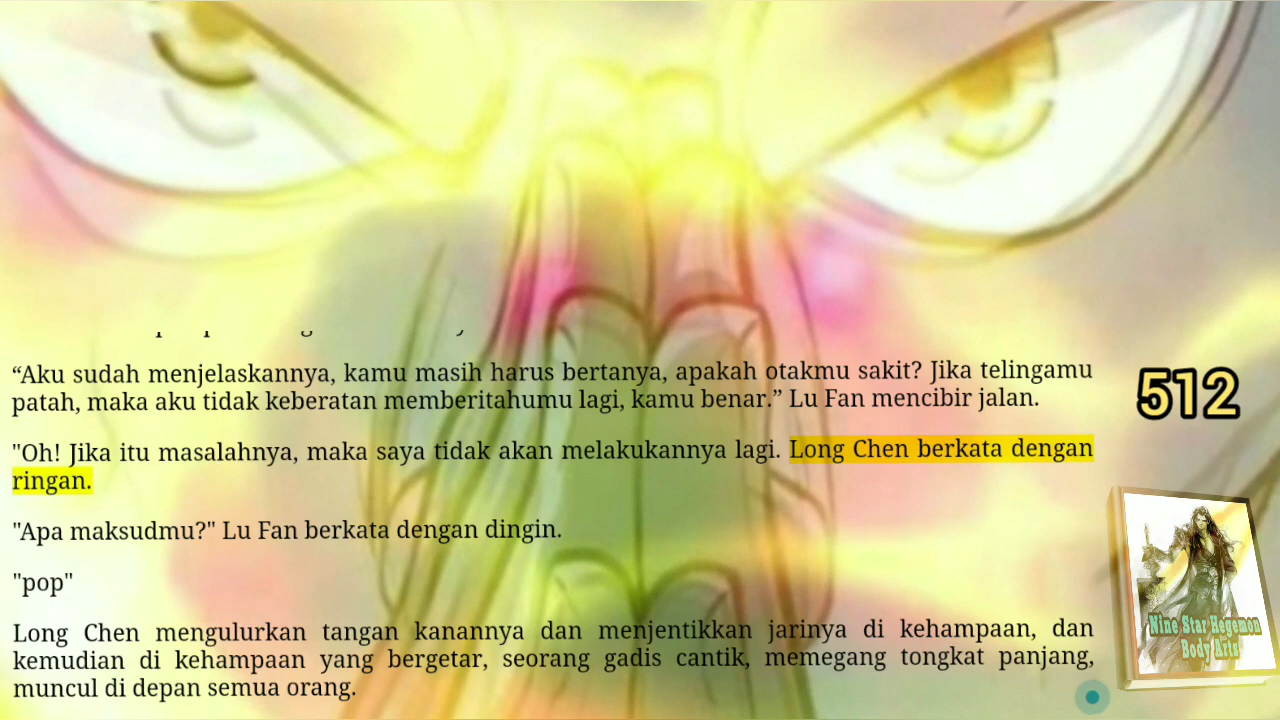 “Aku sudah menjelaskannya, kamu masih harus bertanya, apakah otakmu sakit? Jika telingamu
patah, maka aku tidak keberatan memberitahumu lagi, kamu benar.” Lu Fan mencibir jalan.
"Oh! Jika itu masalahnya, maka saya tidak akan melakukannya lagi. Long Chen berkata dengan
ringan.
"Apa maksudmu?" Lu Fan berkata dengan dingin.
"pop"
Long Chen mengulurkan tangan kanannya dan menjentikkan jarinya di kehampaan, dan
kemudian di kehampaan yang bergetar, seorang gadis cantik, memegang tongkat panjang,
muncul di depan semua orang.
512
Nine Star Hegemon
Body Arts